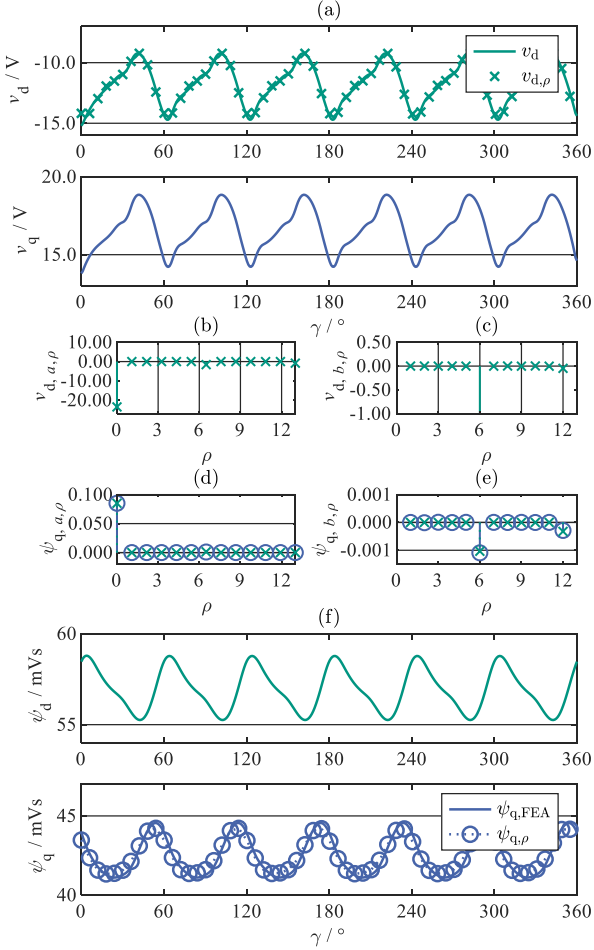 (a)
v_d / V
-10.0
-15.0
v_d
v_d,ρ
0 60 120 180 240 300 360
v_q / V
20.0
15.0
0 60 120 180 240 300 360
γ / °
(b)
v_d, a, ρ
10.00
0.00
-10.00
-20.00
0 3 6 9 12
ρ
(c)
v_d, b, ρ
0.50
0.00
-0.50
-1.00
0 3 6 9 12
ρ
(d)
ψ_q, a, ρ
0.100
0.050
0.000
0 3 6 9 12
ρ
(e)
ψ_q, b, ρ
0.001
0.000
-0.001
0 3 6 9 12
ρ
(f)
ψ_d / mVs
60
55
0 60 120 180 240 300 360
ψ_q / mVs
45
40
ψ_q,FEA
ψ_q,ρ
0 60 120 180 240 300 360
γ / °